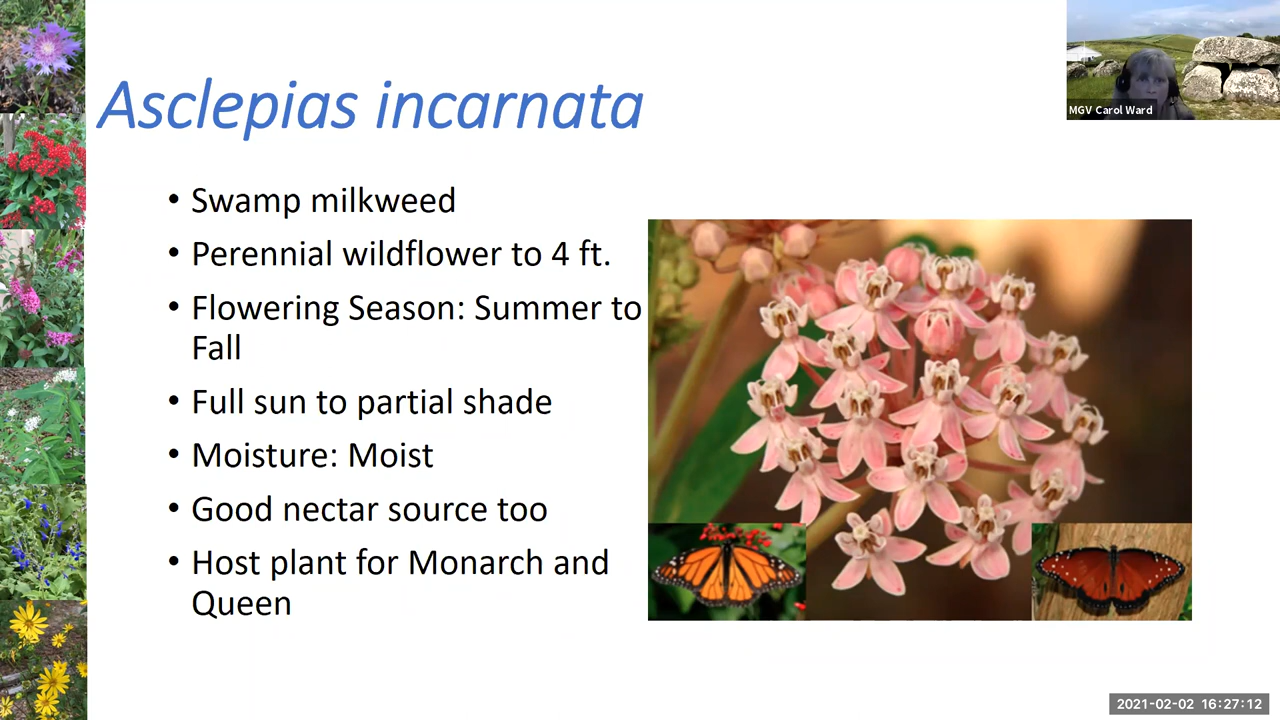 Asclepias incarnata
MGV Carol Ward
• Swamp milkweed
• Perennial wildflower to 4 ft.
• Flowering Season: Summer to
Fall
• Full sun to partial shade
• Moisture: Moist
• Good nectar source too
• Host plant for Monarch and
Queen
2021-02-02 16:27:12